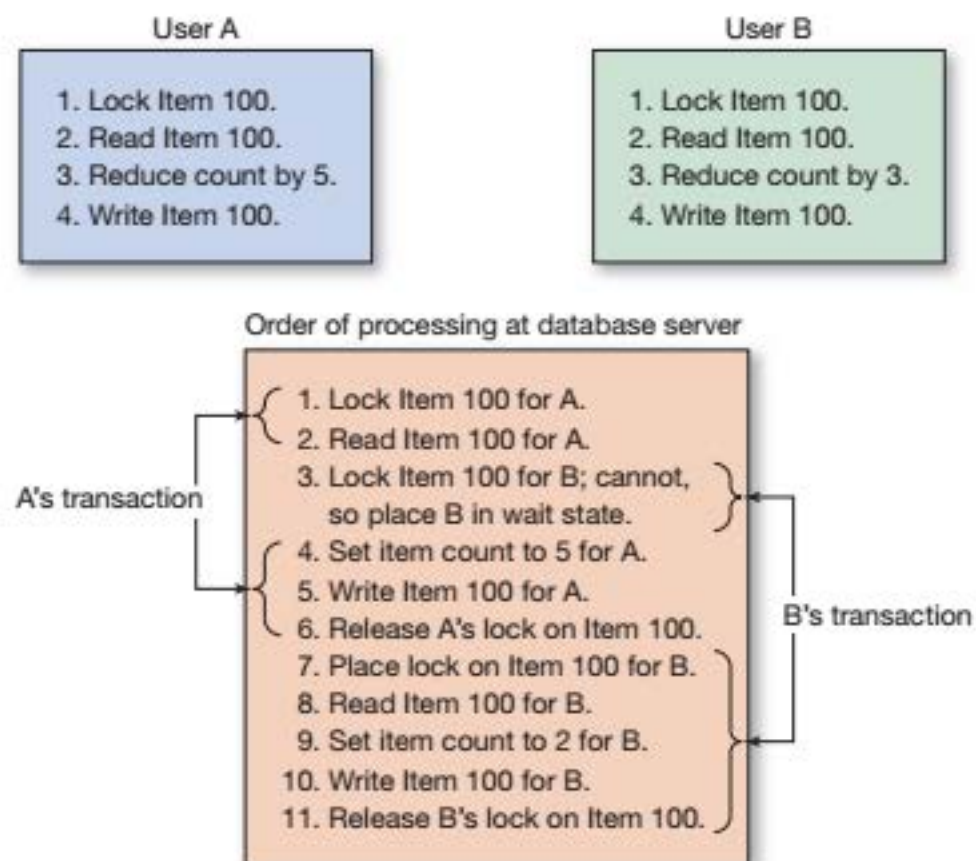 User A
1. Lock Item 100.
2. Read Item 100.
3. Reduce count by 5.
4. Write Item 100.
User B
1. Lock Item 100.
2. Read Item 100.
3. Reduce count by 3.
4. Write Item 100.
Order of processing at database server
1. Lock Item 100 for A.
2. Read Item 100 for A.
3. Lock Item 100 for B; cannot,
so place B in wait state.
4. Set item count to 5 for A.
5. Write Item 100 for A.
6. Release A's lock on Item 100.
7. Place lock on Item 100 for B.
8. Read Item 100 for B.
9. Set item count to 2 for B.
10. Write Item 100 for B.
11. Release B's lock on Item 100.
A's transaction
B's transaction